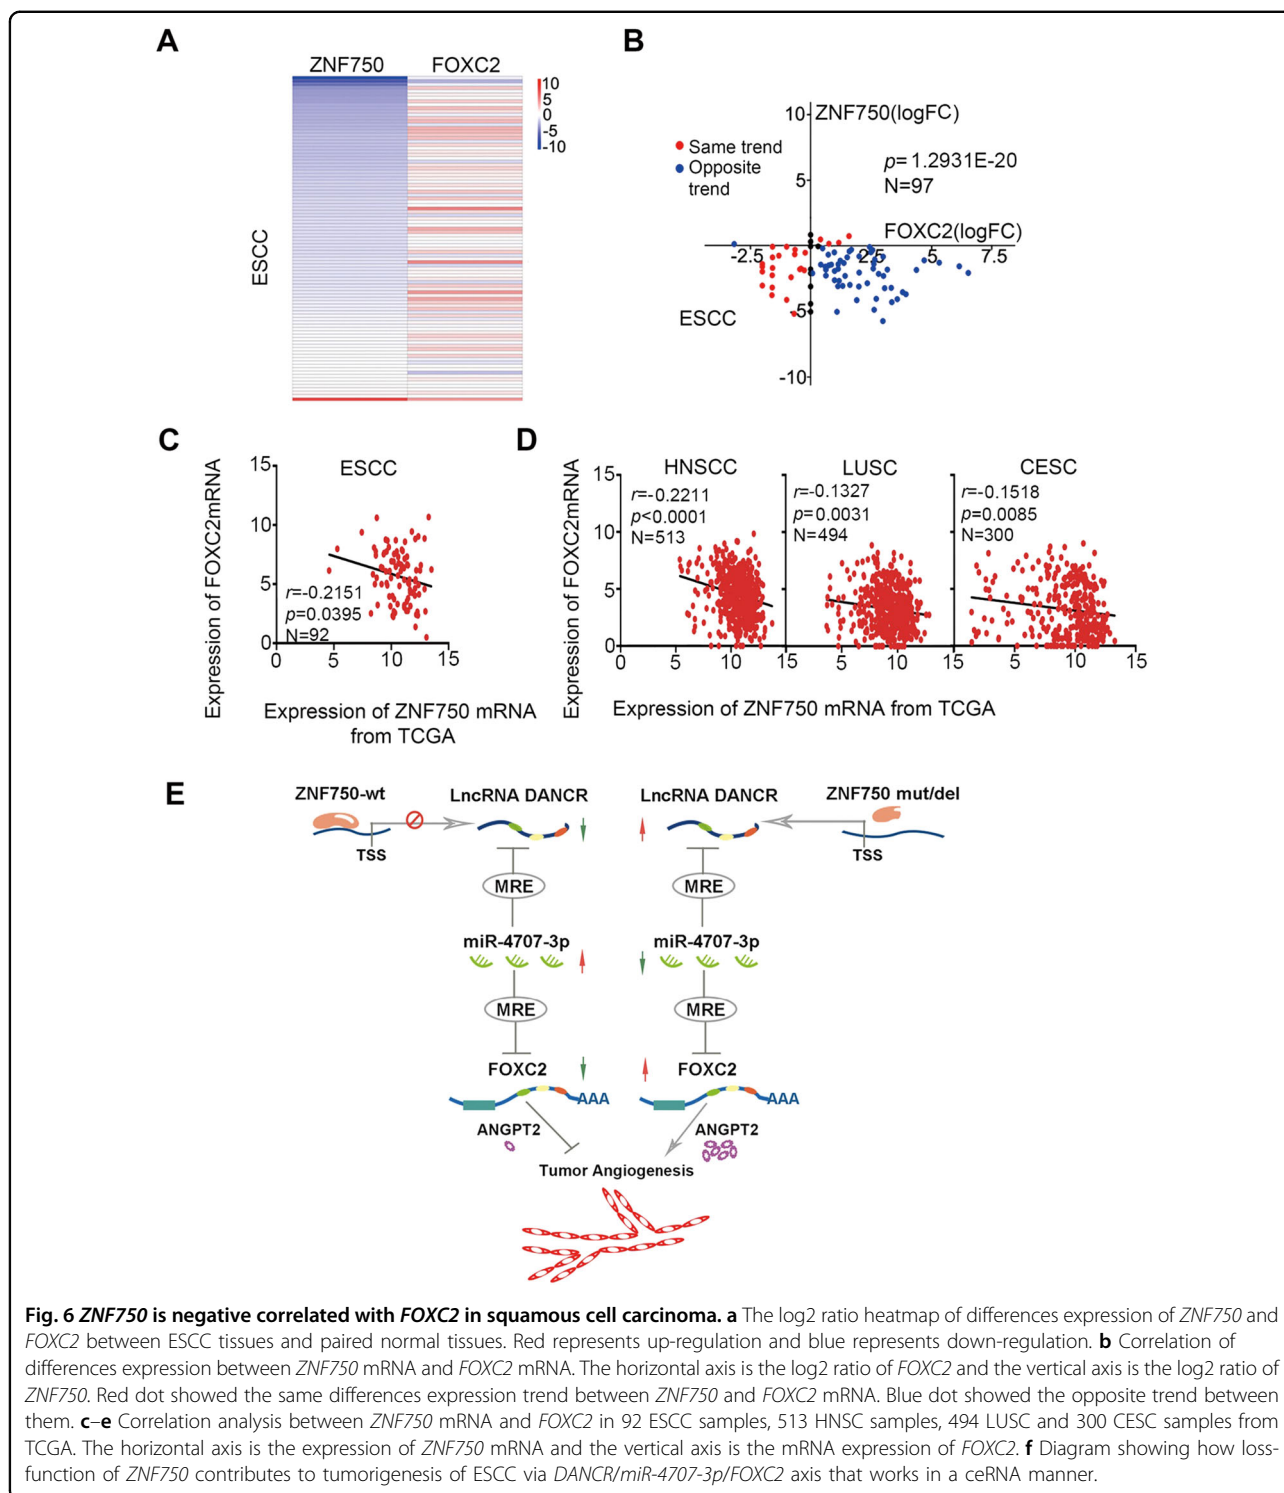 A
ZNF750 FOXC2
10
5
0
-5
-10
ESCC
B
10
ZNF750(logFC)
Same trend
Opposite
trend
p= 1.2931E-20
N=97
5
FOXC2(logFC)
-2.5 2.5 5 7.5
-5
ESCC
-10
C
ESCC
Expression of FOXC2mRNA
15
10
5
0
r=-0.2151
p=0.0395
N=92
0 5 10 15
Expression of ZNF750 mRNA
from TCGA
D
HNSCC LUSC CESC
Expression of FOXC2mRNA
15
10
5
0
r=-0.2211
p<0.0001
N=513
r=-0.1327
p=0.0031
N=494
r=-0.1518
p=0.0085
N=300
0 5 10 15 5 10 15 5 10 15
Expression of ZNF750 mRNA from TCGA
E
ZNF750-wt LncRNA DANCR LncRNA DANCR ZNF750 mut/del
TSS TSS
MRE MRE
miR-4707-3p miR-4707-3p
MRE MRE
FOXC2 FOXC2
AAA AAA
ANGPT2 ANGPT2
Tumor Angiogenesis
Fig. 6 ZNF750 is negative correlated with FOXC2 in squamous cell carcinoma. a The log2 ratio heatmap of differences expression of ZNF750 and
FOXC2 between ESCC tissues and paired normal tissues. Red represents up-regulation and blue represents down-regulation. b Correlation of
differences expression between ZNF750 mRNA and FOXC2 mRNA. The horizontal axis is the log2 ratio of FOXC2 and the vertical axis is the log2 ratio of
ZNF750. Red dot showed the same differences expression trend between ZNF750 and FOXC2 mRNA. Blue dot showed the opposite trend between
them. c–e Correlation analysis between ZNF750 mRNA and FOXC2 in 92 ESCC samples, 513 HNSC samples, 494 LUSC and 300 CESC samples from
TCGA. The horizontal axis is the expression of ZNF750 mRNA and the vertical axis is the mRNA expression of FOXC2. f Diagram showing how loss-
function of ZNF750 contributes to tumorigenesis of ESCC via DANCR/miR-4707-3p/FOXC2 axis that works in a ceRNA manner.